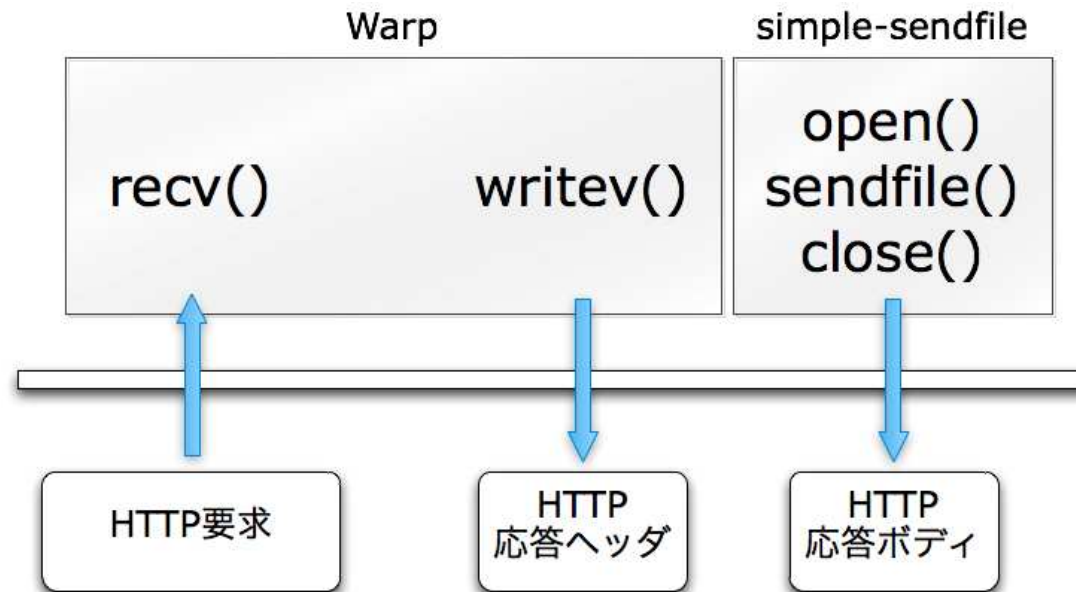 Warp
simple-sendfile
recv()
writev()
open()
sendfile()
close()
HTTP要求
HTTP
応答ヘッダ
HTTP
応答ボディ